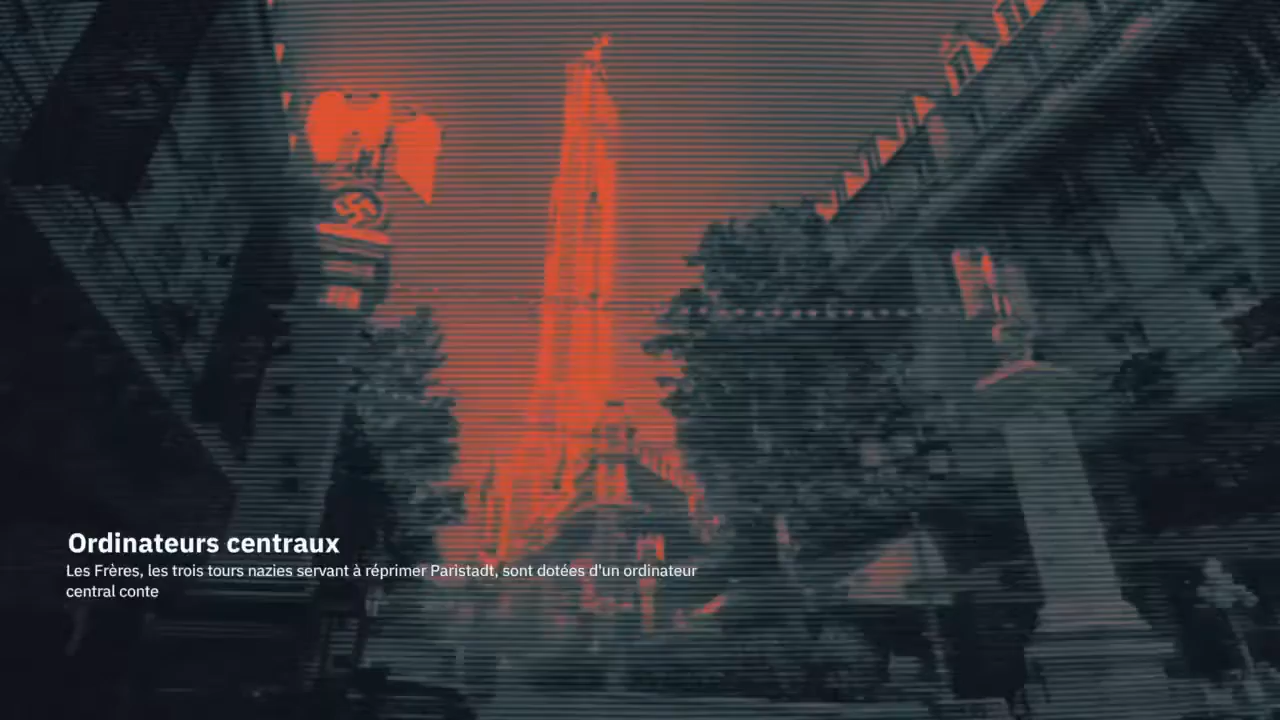 Ordinateurs centraux
Les Frères, les trois tours nazies servant à réprimer Paristadt, sont dotées d'un ordinateur
central conte